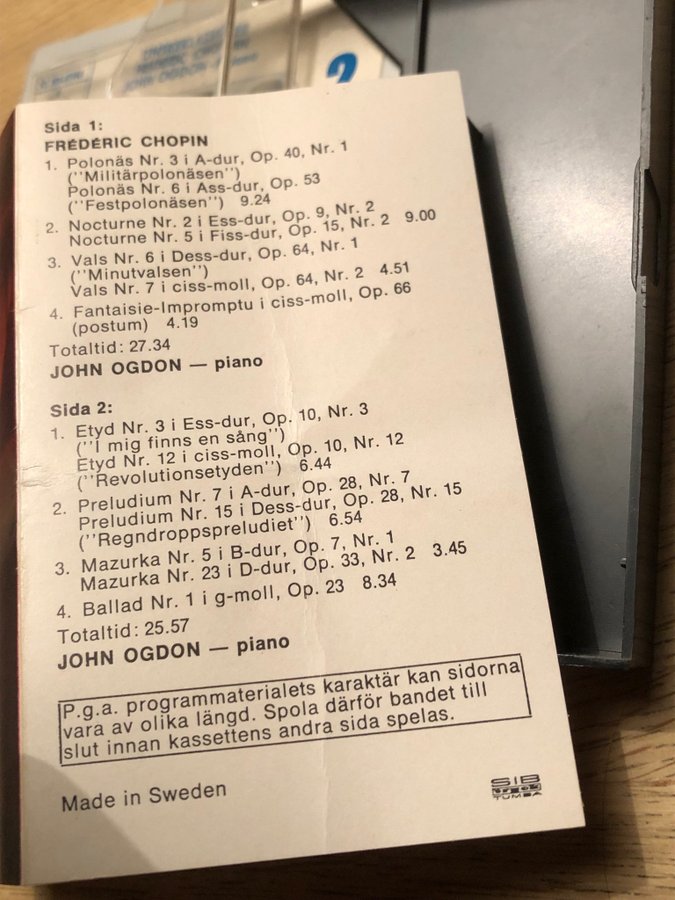 2
Sida 1:
FRÉDÉRIC CHOPIN
1. Polonäs Nr. 3 i A-dur, Op. 40, Nr. 1
("Militärpolonäsen")
Polonäs Nr. 6 i Ass-dur, Op. 53
("Festpolonäsen") 9.24
2. Nocturne Nr. 2 i Ess-dur, Op. 9, Nr. 2
Nocturne Nr. 5 i Fiss-dur, Op. 15, Nr. 2 9.00
3. Vals Nr. 6 i Dess-dur, Op. 64, Nr. 1
("Minutvalsen")
Vals Nr. 7 i ciss-moll, Op. 64, Nr. 2 4.51
4. Fantaisie-Impromptu i ciss-moll, Op. 66
(postum) 4.19
Totaltid: 27.34
JOHN OGDON — piano
Sida 2:
1. Etyd Nr. 3 i Ess-dur, Op. 10, Nr. 3
("I mig finns en sång")
Etyd Nr. 12 i ciss-moll, Op. 10, Nr. 12
("Revolutionsetyden") 6.44
2. Preludium Nr. 7 i A-dur, Op. 28, Nr. 7
Preludium Nr. 15 i Dess-dur, Op. 28, Nr. 15
("Regndroppspreludiet") 6.54
3. Mazurka Nr. 5 i B-dur, Op. 7, Nr. 1
Mazurka Nr. 23 i D-dur, Op. 33, Nr. 2 3.45
4. Ballad Nr. 1 i g-moll, Op. 23 8.34
Totaltid: 25.57
JOHN OGDON — piano
P.g.a. programmaterialets karaktär kan sidorna
vara av olika längd. Spola därför bandet till
slut innan kassettens andra sida spelas.
Made in Sweden
SIB
TUMBA